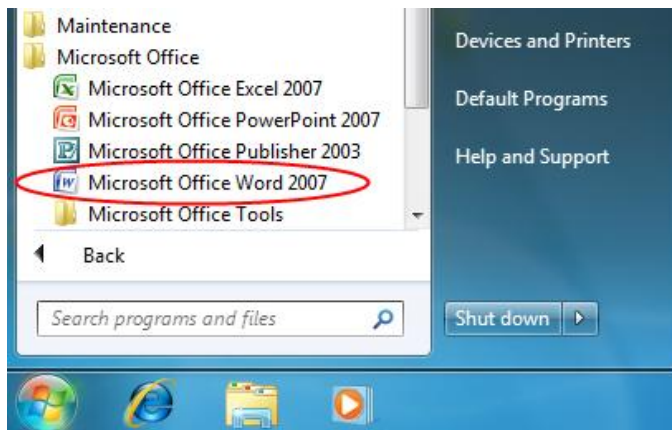 Maintenance
Microsoft Office
Microsoft Office Excel 2007
Microsoft Office PowerPoint 2007
Microsoft Office Publisher 2003
Microsoft Office Word 2007
Microsoft Office Tools
Back
Search programs and files
Devices and Printers
Default Programs
Help and Support
Shut down